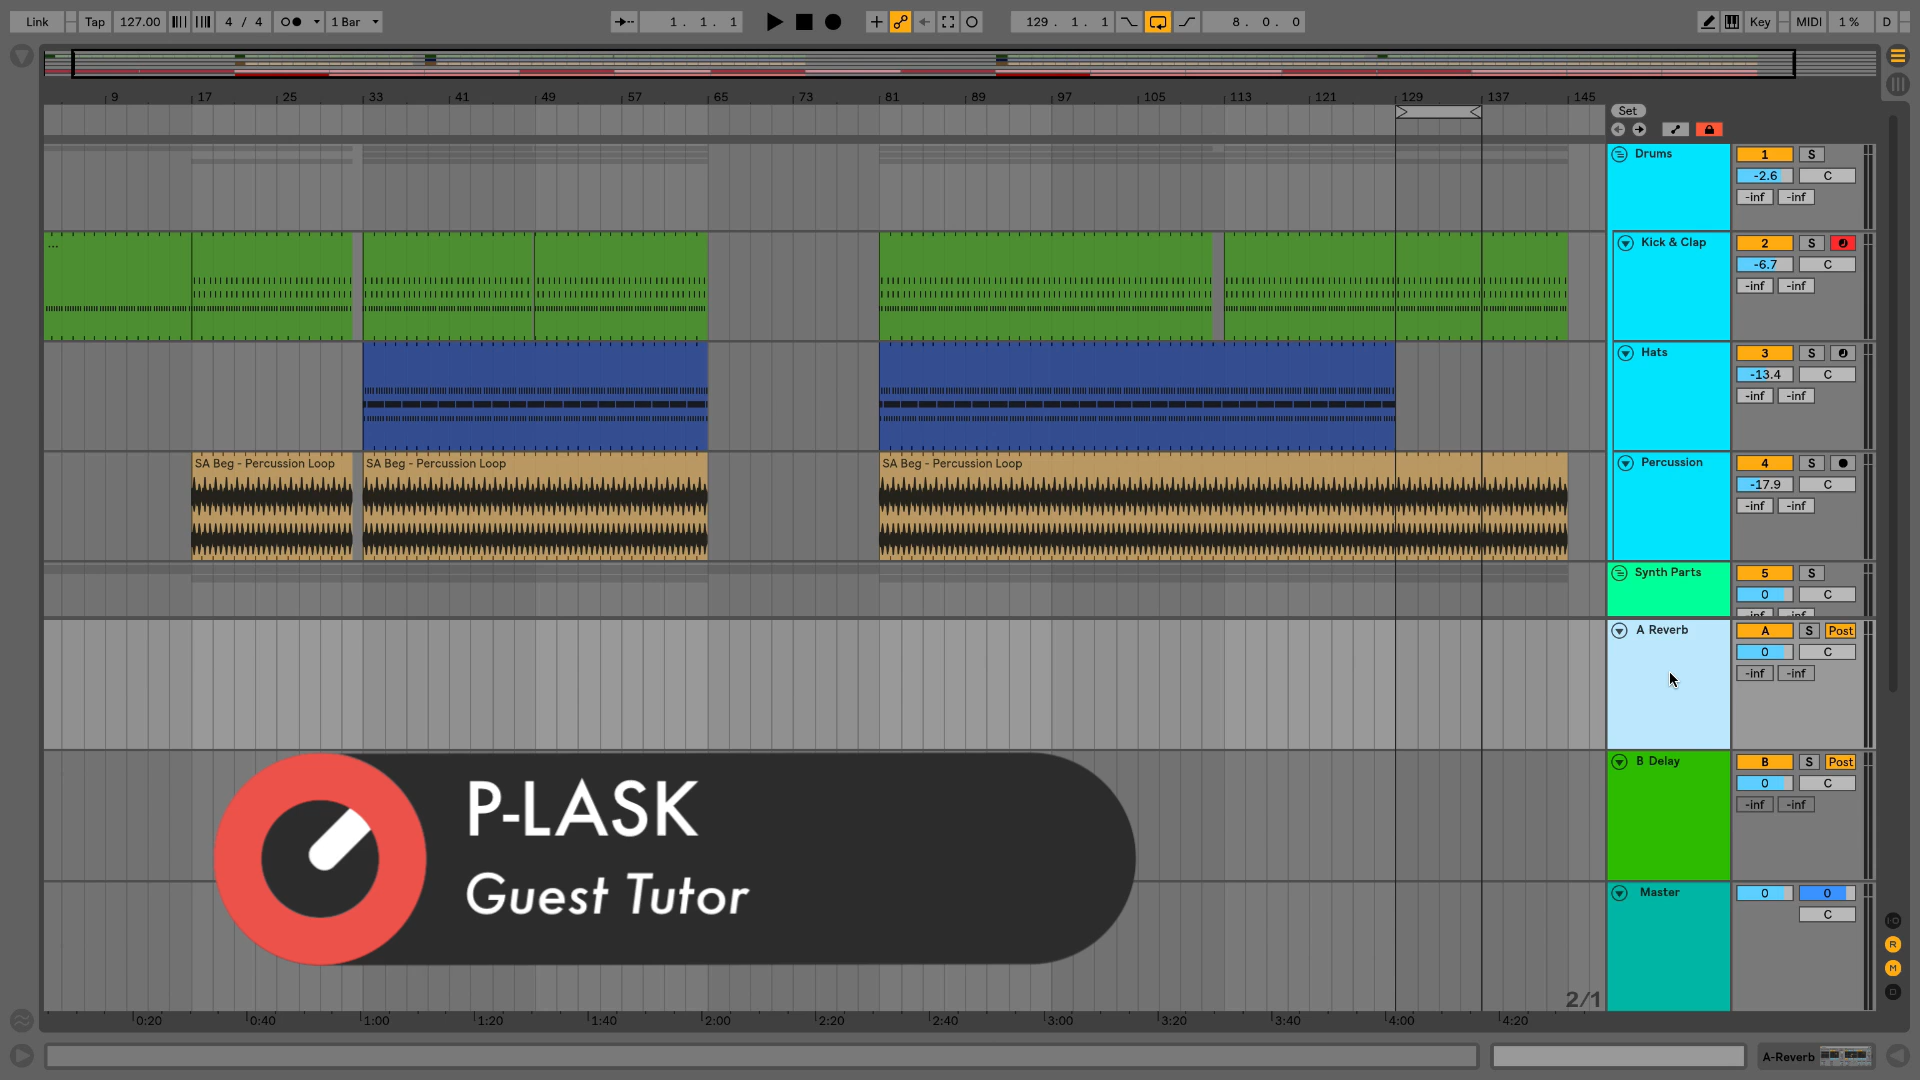 Link Tap 127.00 4 / 4 1 Bar 1. 1. 1 129. 1. 1 8. 0. 0 Key MIDI 1 % D
9 17 25 33 41 49 57 65 73 81 89 97 105 113 121 129 137 145
Set
Drums 1 S
-2.6 C
-inf -inf
...
Kick & Clap 2 S
-6.7 C
-inf -inf
Hats 3 S
-13.4 C
-inf -inf
SA Beg - Percussion Loop SA Beg - Percussion Loop SA Beg - Percussion Loop
Percussion 4 S
-17.9 C
-inf -inf
Synth Parts 5 S
0 C
-inf -inf
A Reverb A S Post
0 C
-inf -inf
B Delay B S Post
0 C
-inf -inf
P-LASK
Guest Tutor
Master 0 0
C
R
M
D
2/1
0:20 0:40 1:00 1:20 1:40 2:00 2:20 2:40 3:00 3:20 3:40 4:00 4:20
A-Reverb